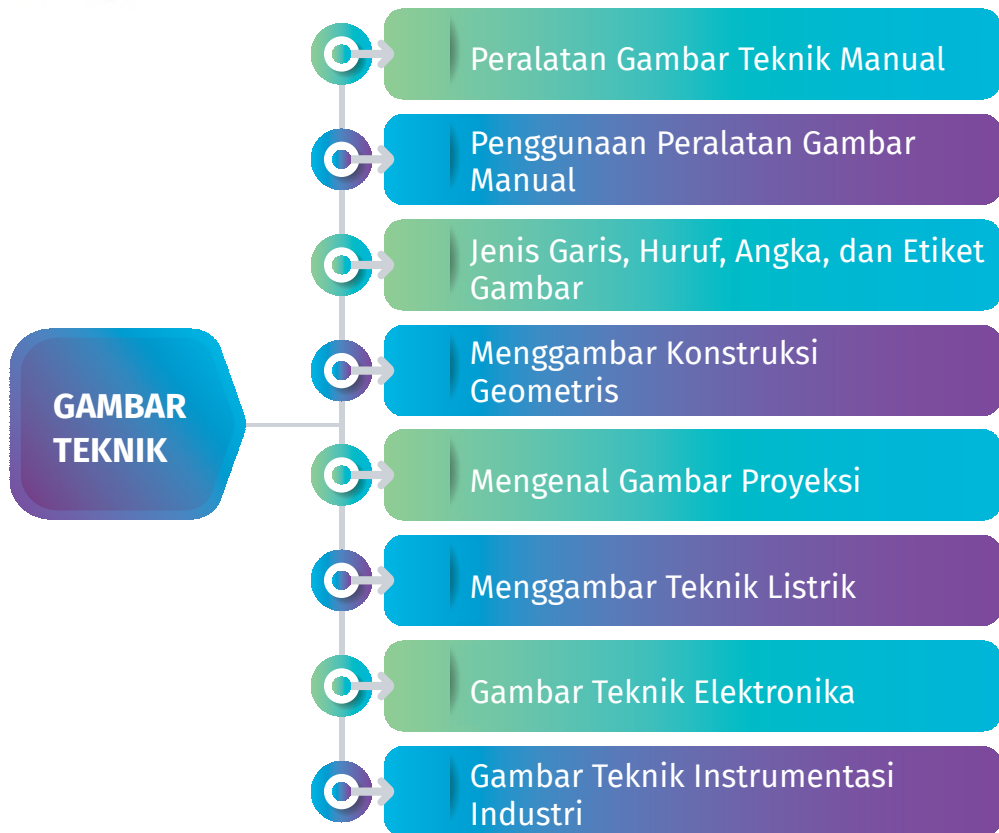 Peralatan Gambar Teknik Manual
Penggunaan Peralatan Gambar
Manual
Jenis Garis, Huruf, Angka, dan Etiket
Gambar
Menggambar Konstruksi
Geometris
GAMBAR
TEKNIK
Mengenal Gambar Proyeksi
Menggambar Teknik Listrik
Gambar Teknik Elektronika
Gambar Teknik Instrumentasi
Industri